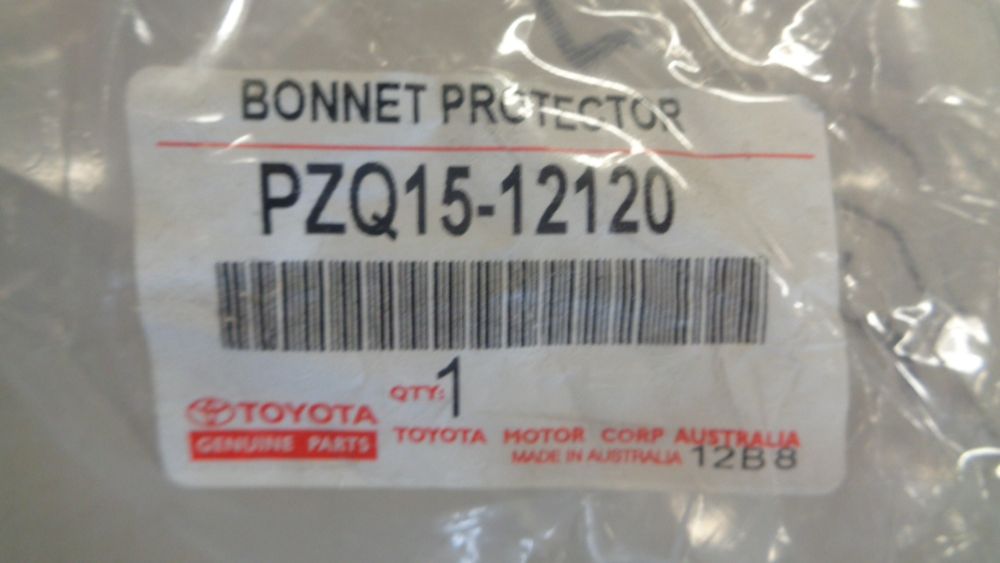 BONNET PROTECTOR
PZQ15-12120
QTY: 1
TOYOTA
GENUINE PARTS
TOYOTA MOTOR CORP AUSTRALIA
MADE IN AUSTRALIA 12B8